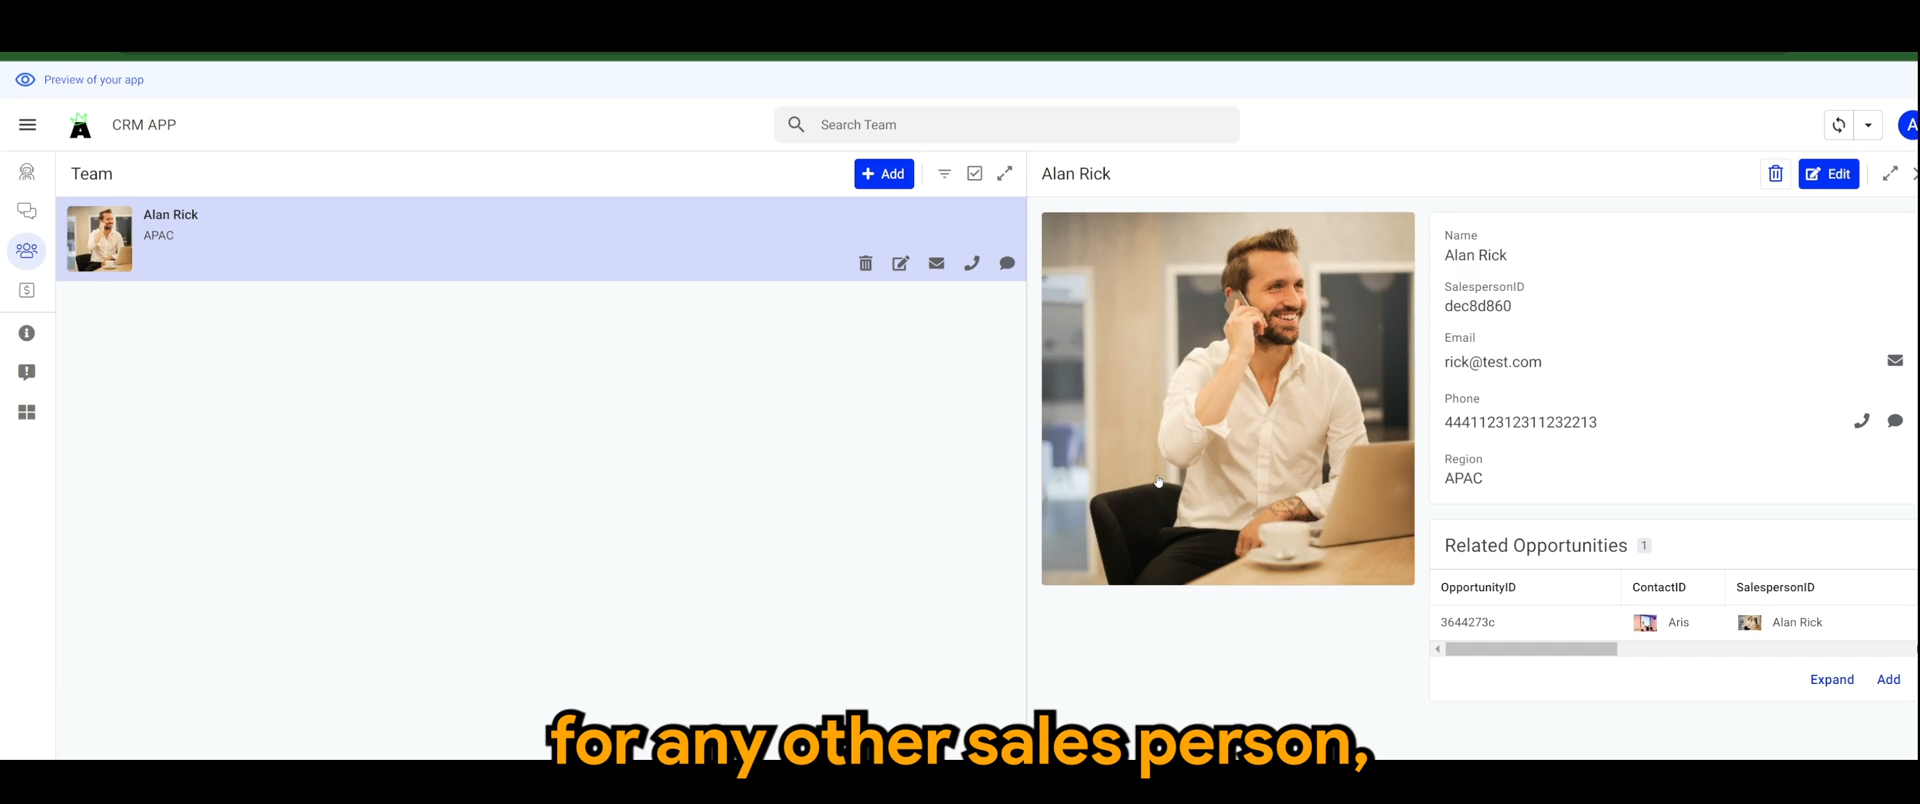 Preview of your app
CRM APP
Search Team
A
Team
Add
Alan Rick
Edit
Alan Rick
APAC
Name
Alan Rick
SalespersonID
dec8d860
Email
rick@test.com
Phone
444112312311232213
Region
APAC
Related Opportunities 1
OpportunityID ContactID SalespersonID
3644273c Aris Alan Rick
Expand Add
for any other sales person,